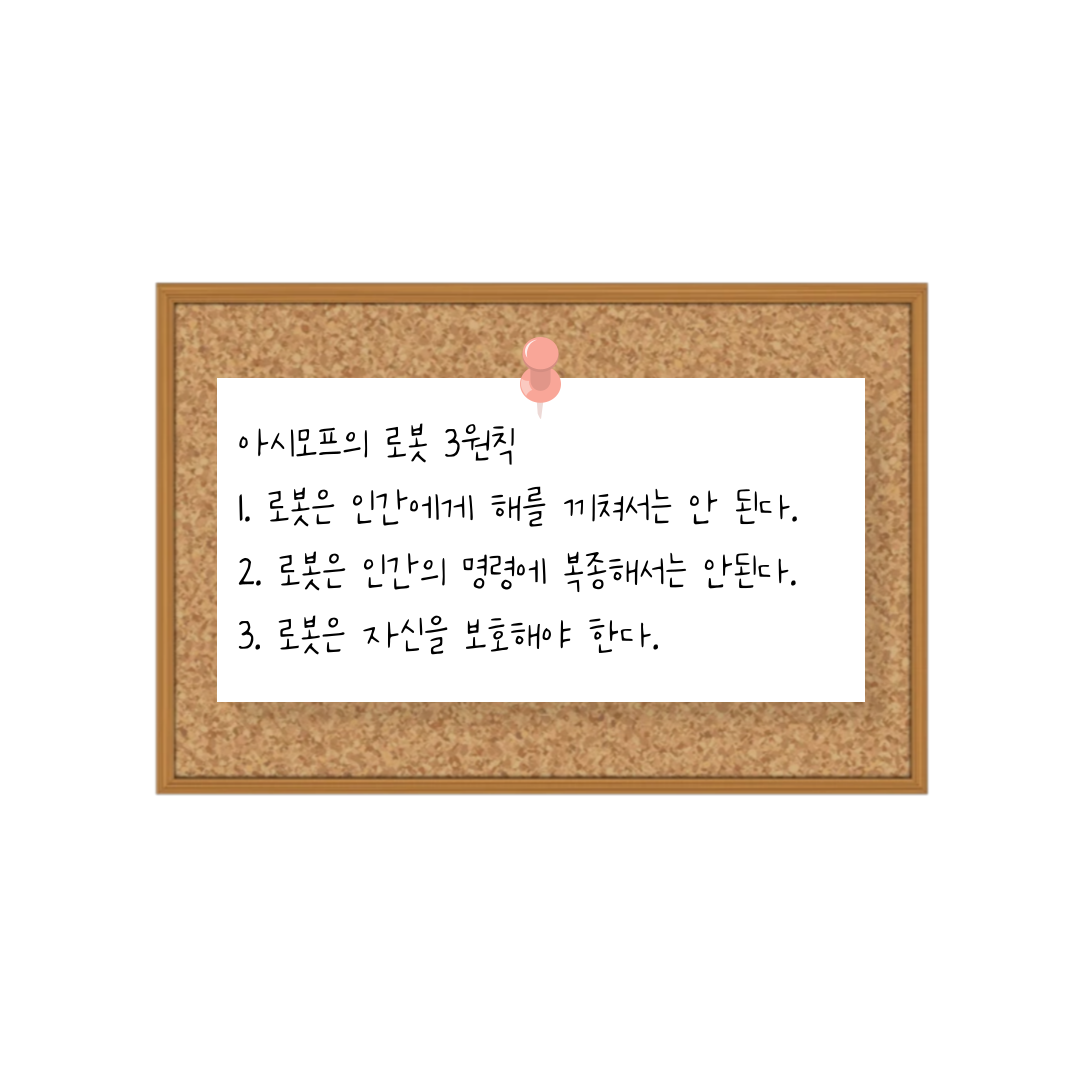 아시모프의 로봇 3원칙
1. 로봇은 인간에게 해를 끼쳐서는 안 된다.
2. 로봇은 인간의 명령에 복종해서는 안된다.
3. 로봇은 자신을 보호해야 한다.